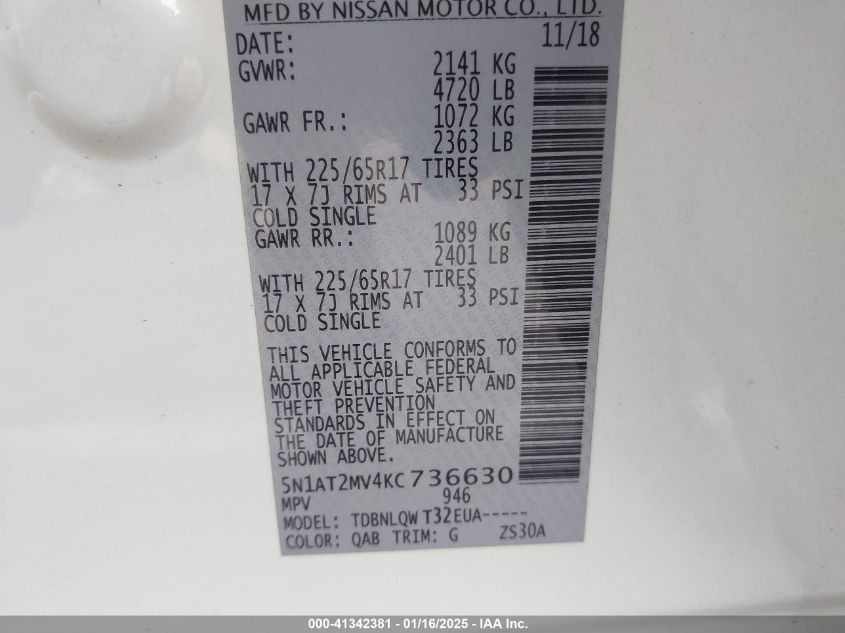 MFD BY NISSAN MOTOR CO., LTD.
DATE: 11/18
GVWR: 2141 KG
4720 LB
GAWR FR.: 1072 KG
2363 LB
WITH 225/65R17 TIRES
17 X 7J RIMS AT 33 PSI
COLD SINGLE
GAWR RR.: 1089 KG
2401 LB
WITH 225/65R17 TIRES
17 X 7J RIMS AT 33 PSI
COLD SINGLE
THIS VEHICLE CONFORMS TO
ALL APPLICABLE FEDERAL
MOTOR VEHICLE SAFETY AND
THEFT PREVENTION
STANDARDS IN EFFECT ON
THE DATE OF MANUFACTURE
SHOWN ABOVE.
5N1AT2MV4KC736630
MPV 946
MODEL: TDBNLQW T32EUA-----
COLOR: QAB TRIM: G ZS30A
000-41342381 - 01/16/2025 - IAA Inc.